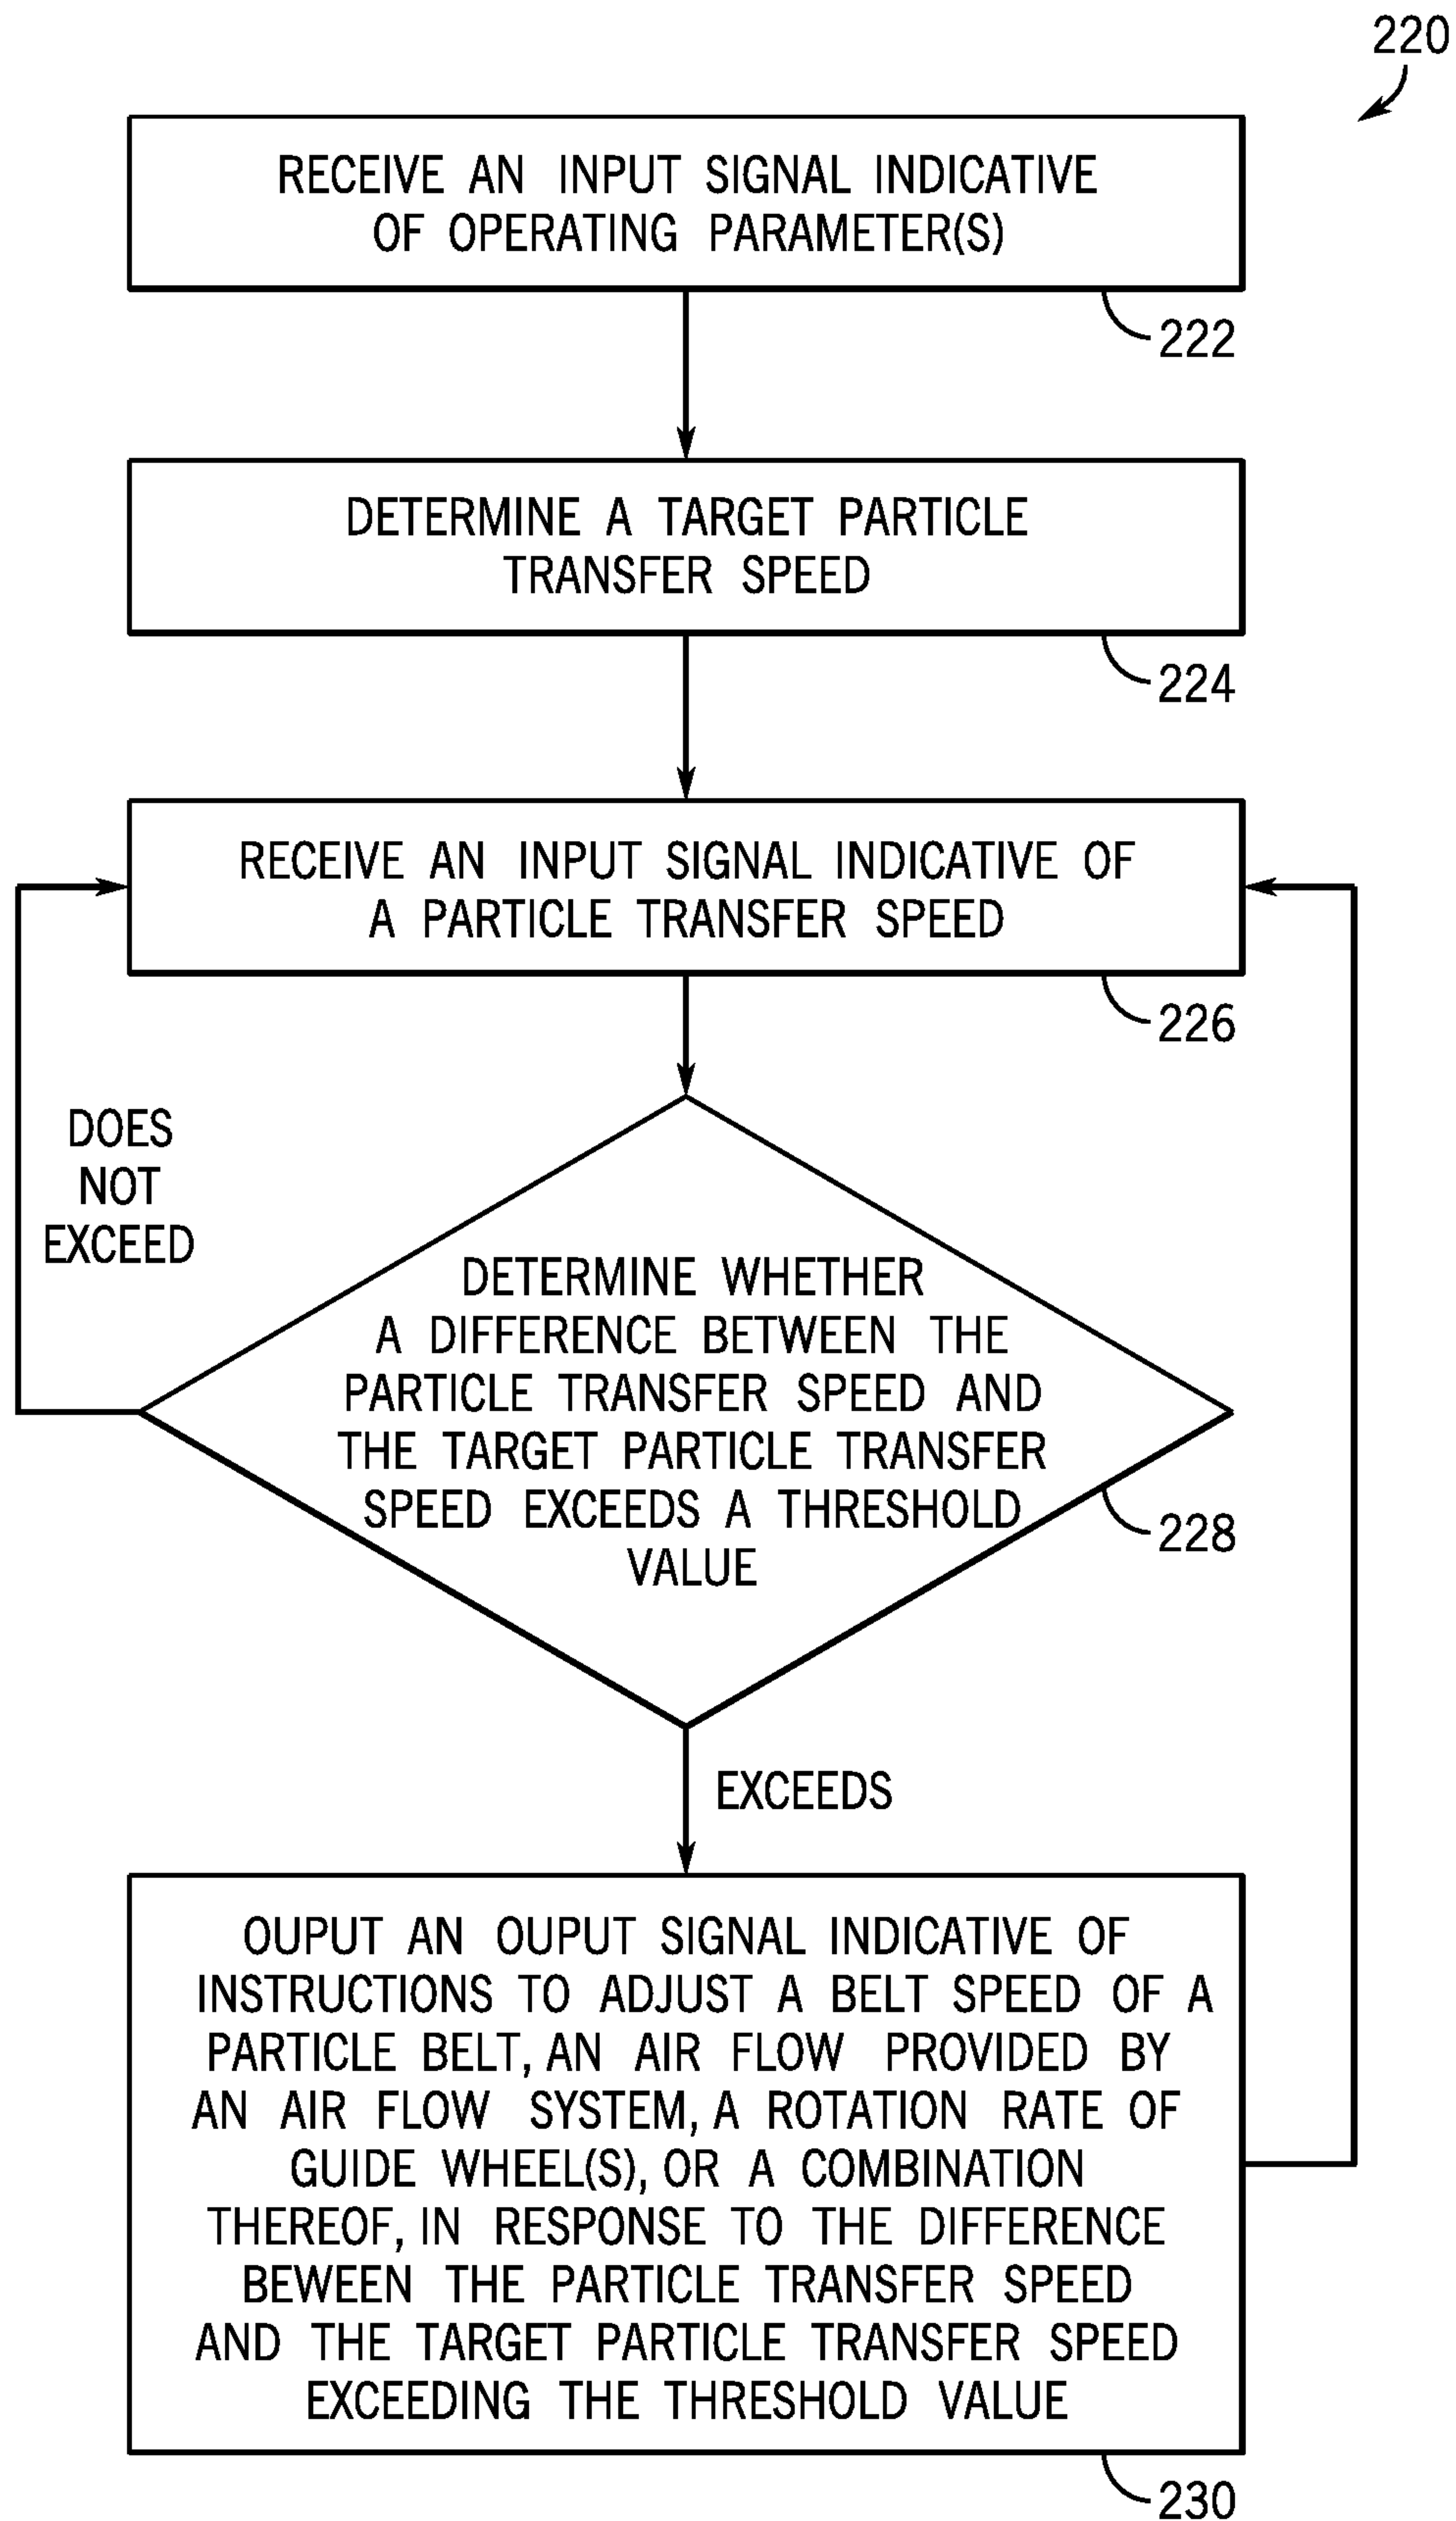 220
RECEIVE AN INPUT SIGNAL INDICATIVE
OF OPERATING PARAMETER(S)
222
DETERMINE A TARGET PARTICLE
TRANSFER SPEED
224
RECEIVE AN INPUT SIGNAL INDICATIVE OF
A PARTICLE TRANSFER SPEED
226
DOES
NOT
EXCEED
DETERMINE WHETHER
A DIFFERENCE BETWEEN THE
PARTICLE TRANSFER SPEED AND
THE TARGET PARTICLE TRANSFER
SPEED EXCEEDS A THRESHOLD
VALUE
228
EXCEEDS
OUPUT AN OUPUT SIGNAL INDICATIVE OF
INSTRUCTIONS TO ADJUST A BELT SPEED OF A
PARTICLE BELT, AN AIR FLOW PROVIDED BY
AN AIR FLOW SYSTEM, A ROTATION RATE OF
GUIDE WHEEL(S), OR A COMBINATION
THEREOF, IN RESPONSE TO THE DIFFERENCE
BEWEEN THE PARTICLE TRANSFER SPEED
AND THE TARGET PARTICLE TRANSFER SPEED
EXCEEDING THE THRESHOLD VALUE
230